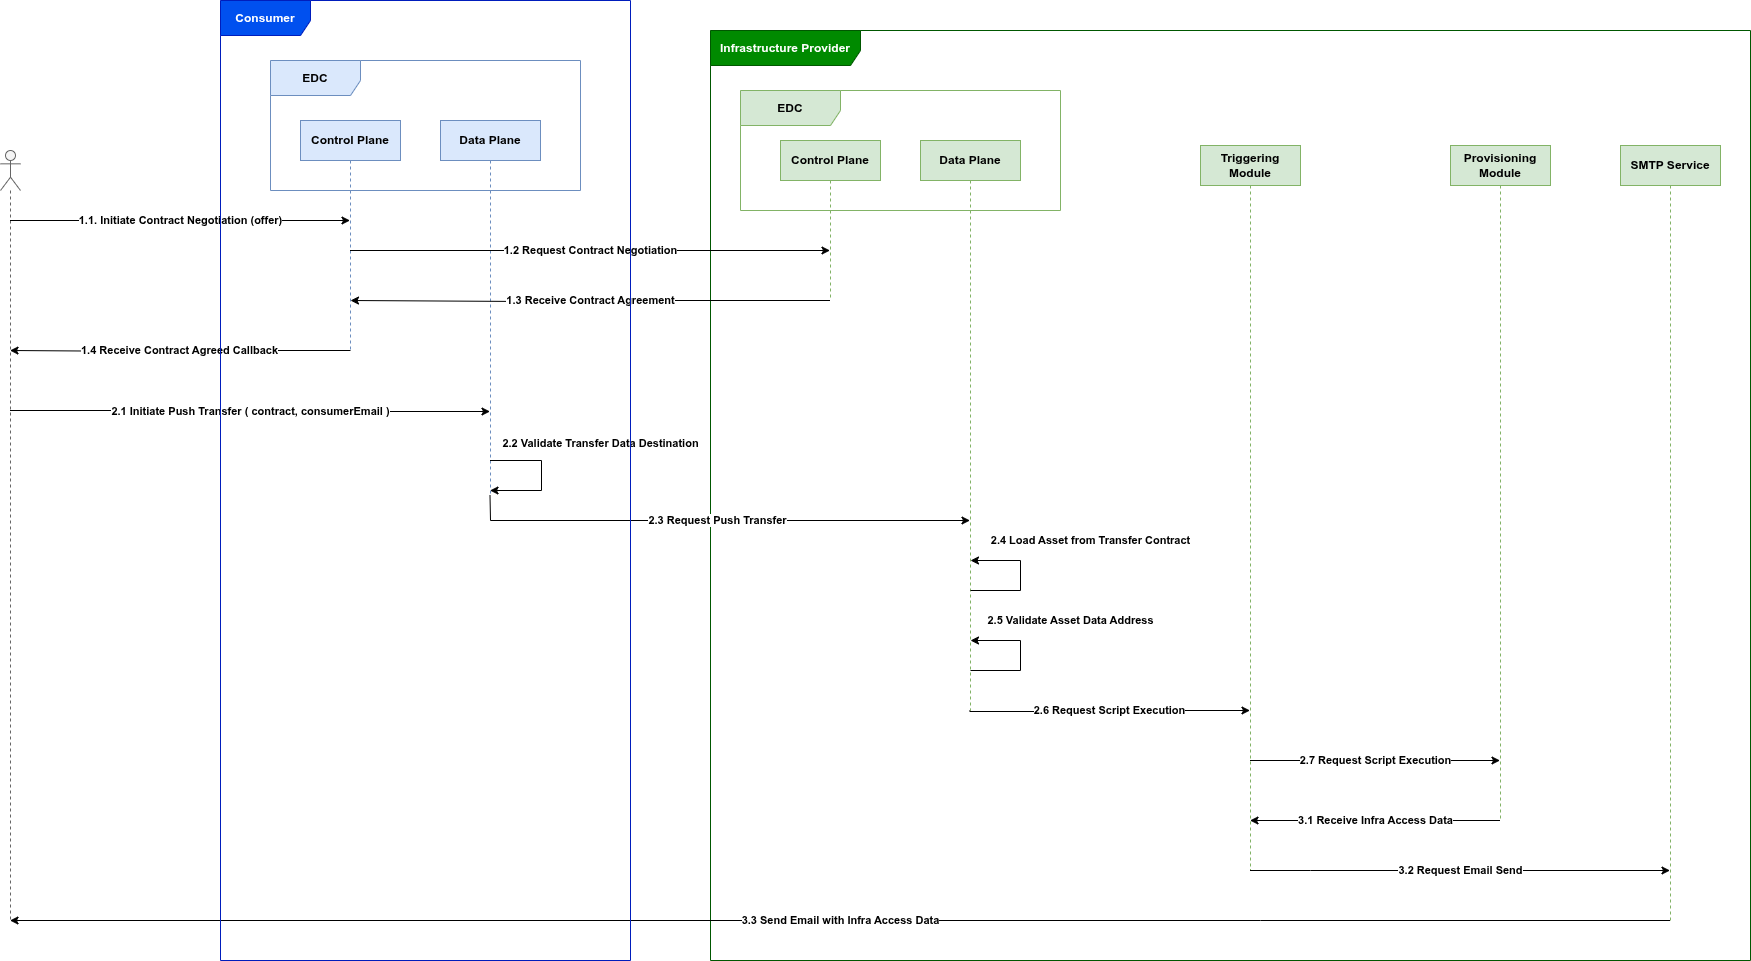 Consumer
Infrastructure Provider
EDC
EDC
Control Plane
Data Plane
Control Plane
Data Plane
Triggering
Module
Provisioning
Module
SMTP Service
1.1. Initiate Contract Negotiation (offer)
1.2 Request Contract Negotiation
1.3 Receive Contract Agreement
1.4 Receive Contract Agreed Callback
2.1 Initiate Push Transfer ( contract, consumerEmail )
2.2 Validate Transfer Data Destination
2.3 Request Push Transfer
2.4 Load Asset from Transfer Contract
2.5 Validate Asset Data Address
2.6 Request Script Execution
2.7 Request Script Execution
3.1 Receive Infra Access Data
3.2 Request Email Send
3.3 Send Email with Infra Access Data